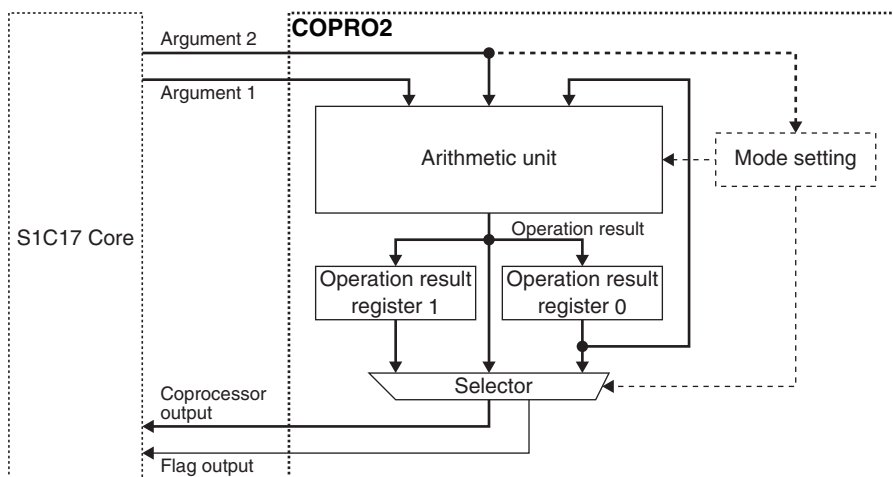 COPRO2
Argument 2
Argument 1
Arithmetic unit
Mode setting
S1C17 Core
Operation result
Operation result
register 1
Operation result
register 0
Selector
Coprocessor
output
Flag output